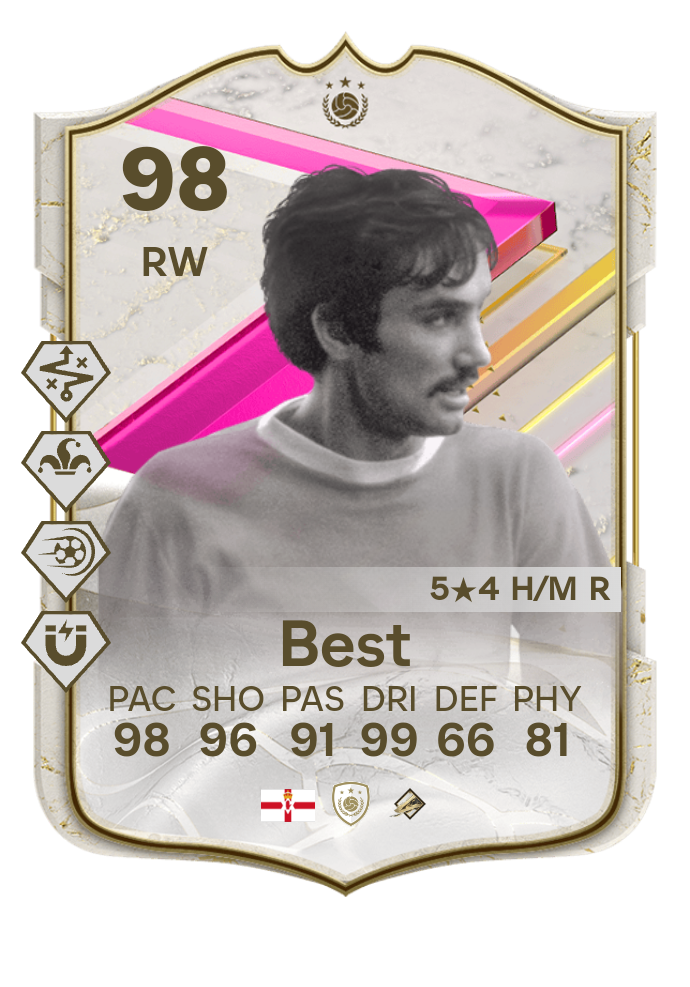 98
RW
5★4 H/M R
Best
PAC SHO PAS DRI DEF PHY
98 96 91 99 66 81